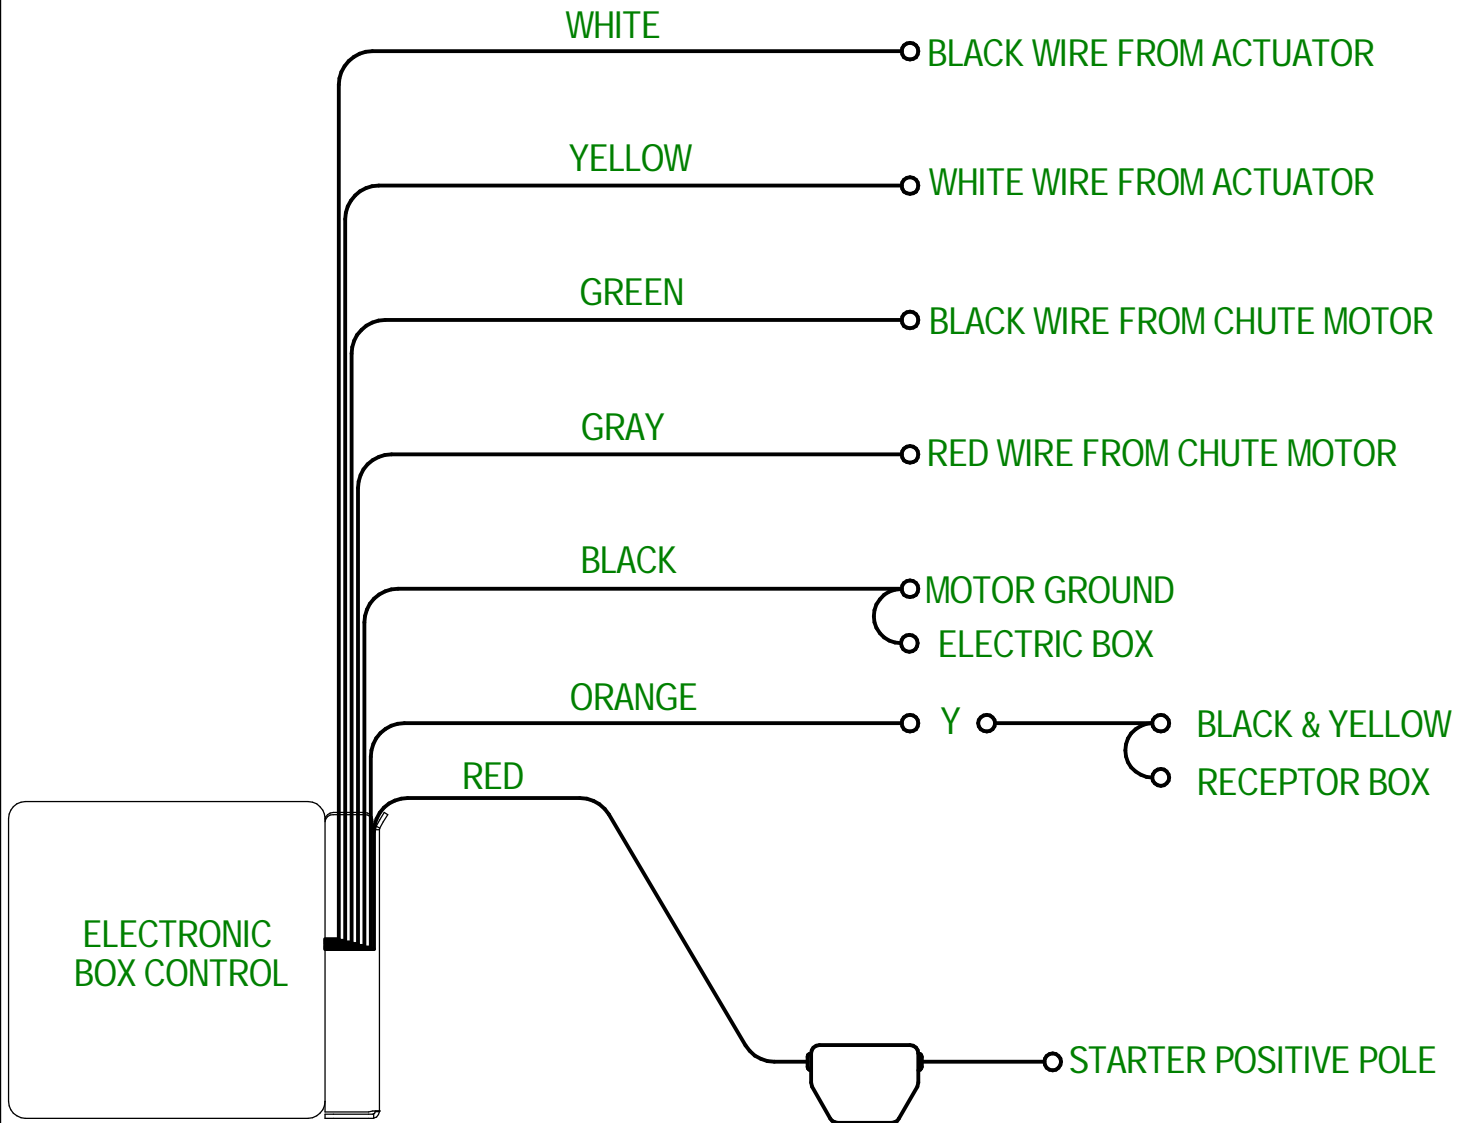 WHITE
BLACK WIRE FROM ACTUATOR
YELLOW
WHITE WIRE FROM ACTUATOR
GREEN
BLACK WIRE FROM CHUTE MOTOR
GRAY
RED WIRE FROM CHUTE MOTOR
BLACK
MOTOR GROUND
ELECTRIC BOX
ORANGE
Y
BLACK & YELLOW
RECEPTOR BOX
RED
ELECTRONIC
BOX CONTROL
STARTER POSITIVE POLE